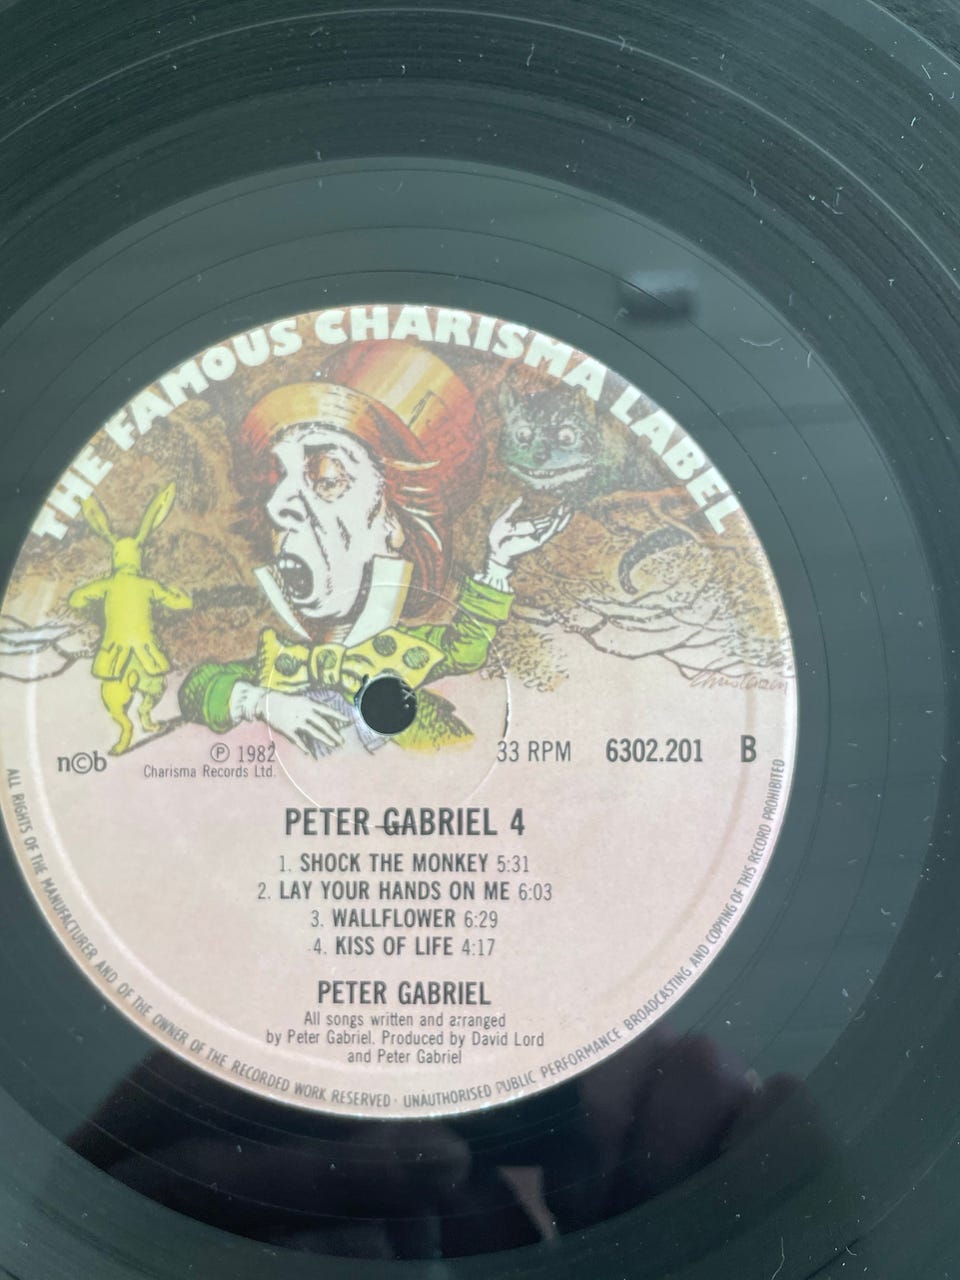 THE FAMOUS CHARISMA LABEL
Christensen
n©b
℗ 1982
Charisma Records Ltd.
33 RPM 6302.201 B
PETER GABRIEL 4
1. SHOCK THE MONKEY 5:31
2. LAY YOUR HANDS ON ME 6:03
3. WALLFLOWER 6:29
4. KISS OF LIFE 4:17
PETER GABRIEL
All songs written and arranged
by Peter Gabriel. Produced by David Lord
and Peter Gabriel
ALL RIGHTS OF THE MANUFACTURER AND OF THE OWNER OF THE RECORDED WORK RESERVED · UNAUTHORISED PUBLIC PERFORMANCE BROADCASTING AND COPYING OF THIS RECORD PROHIBITED